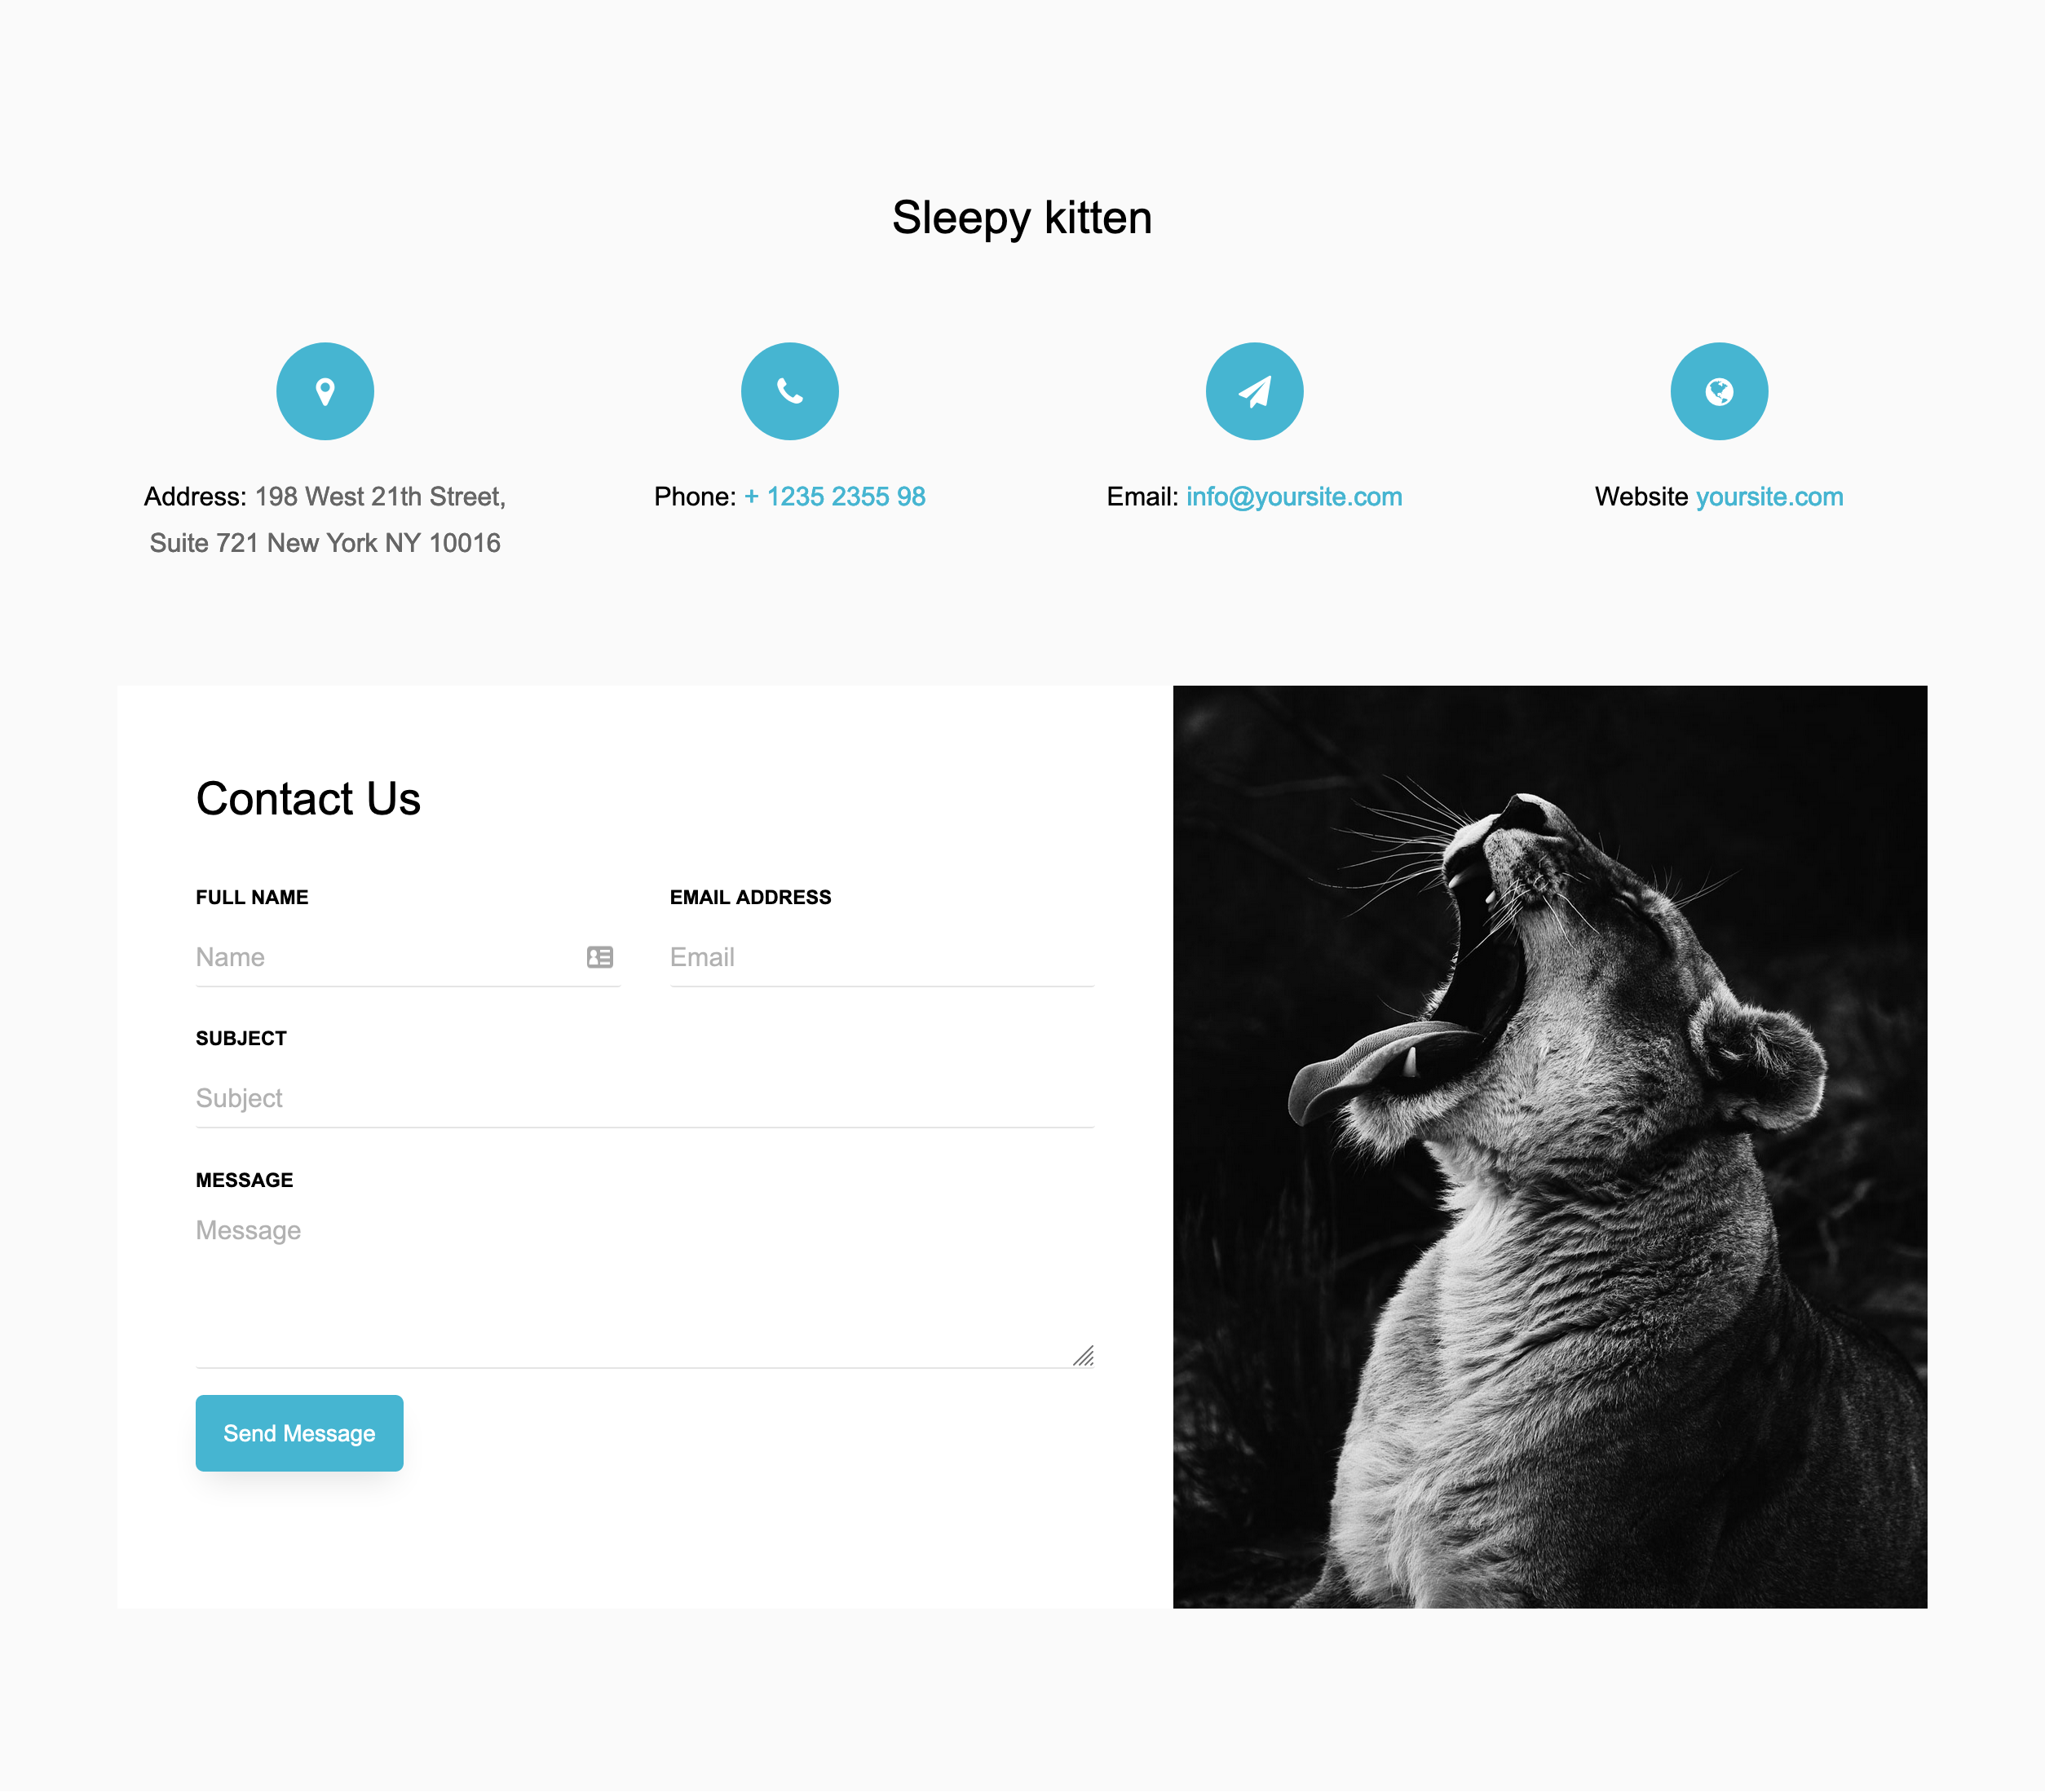 Sleepy kitten
Address: 198 West 21th Street,
Suite 721 New York NY 10016
Phone: + 1235 2355 98
Email: info@yoursite.com
Website yoursite.com
Contact Us
FULL NAME
Name
EMAIL ADDRESS
Email
SUBJECT
Subject
MESSAGE
Message
Send Message